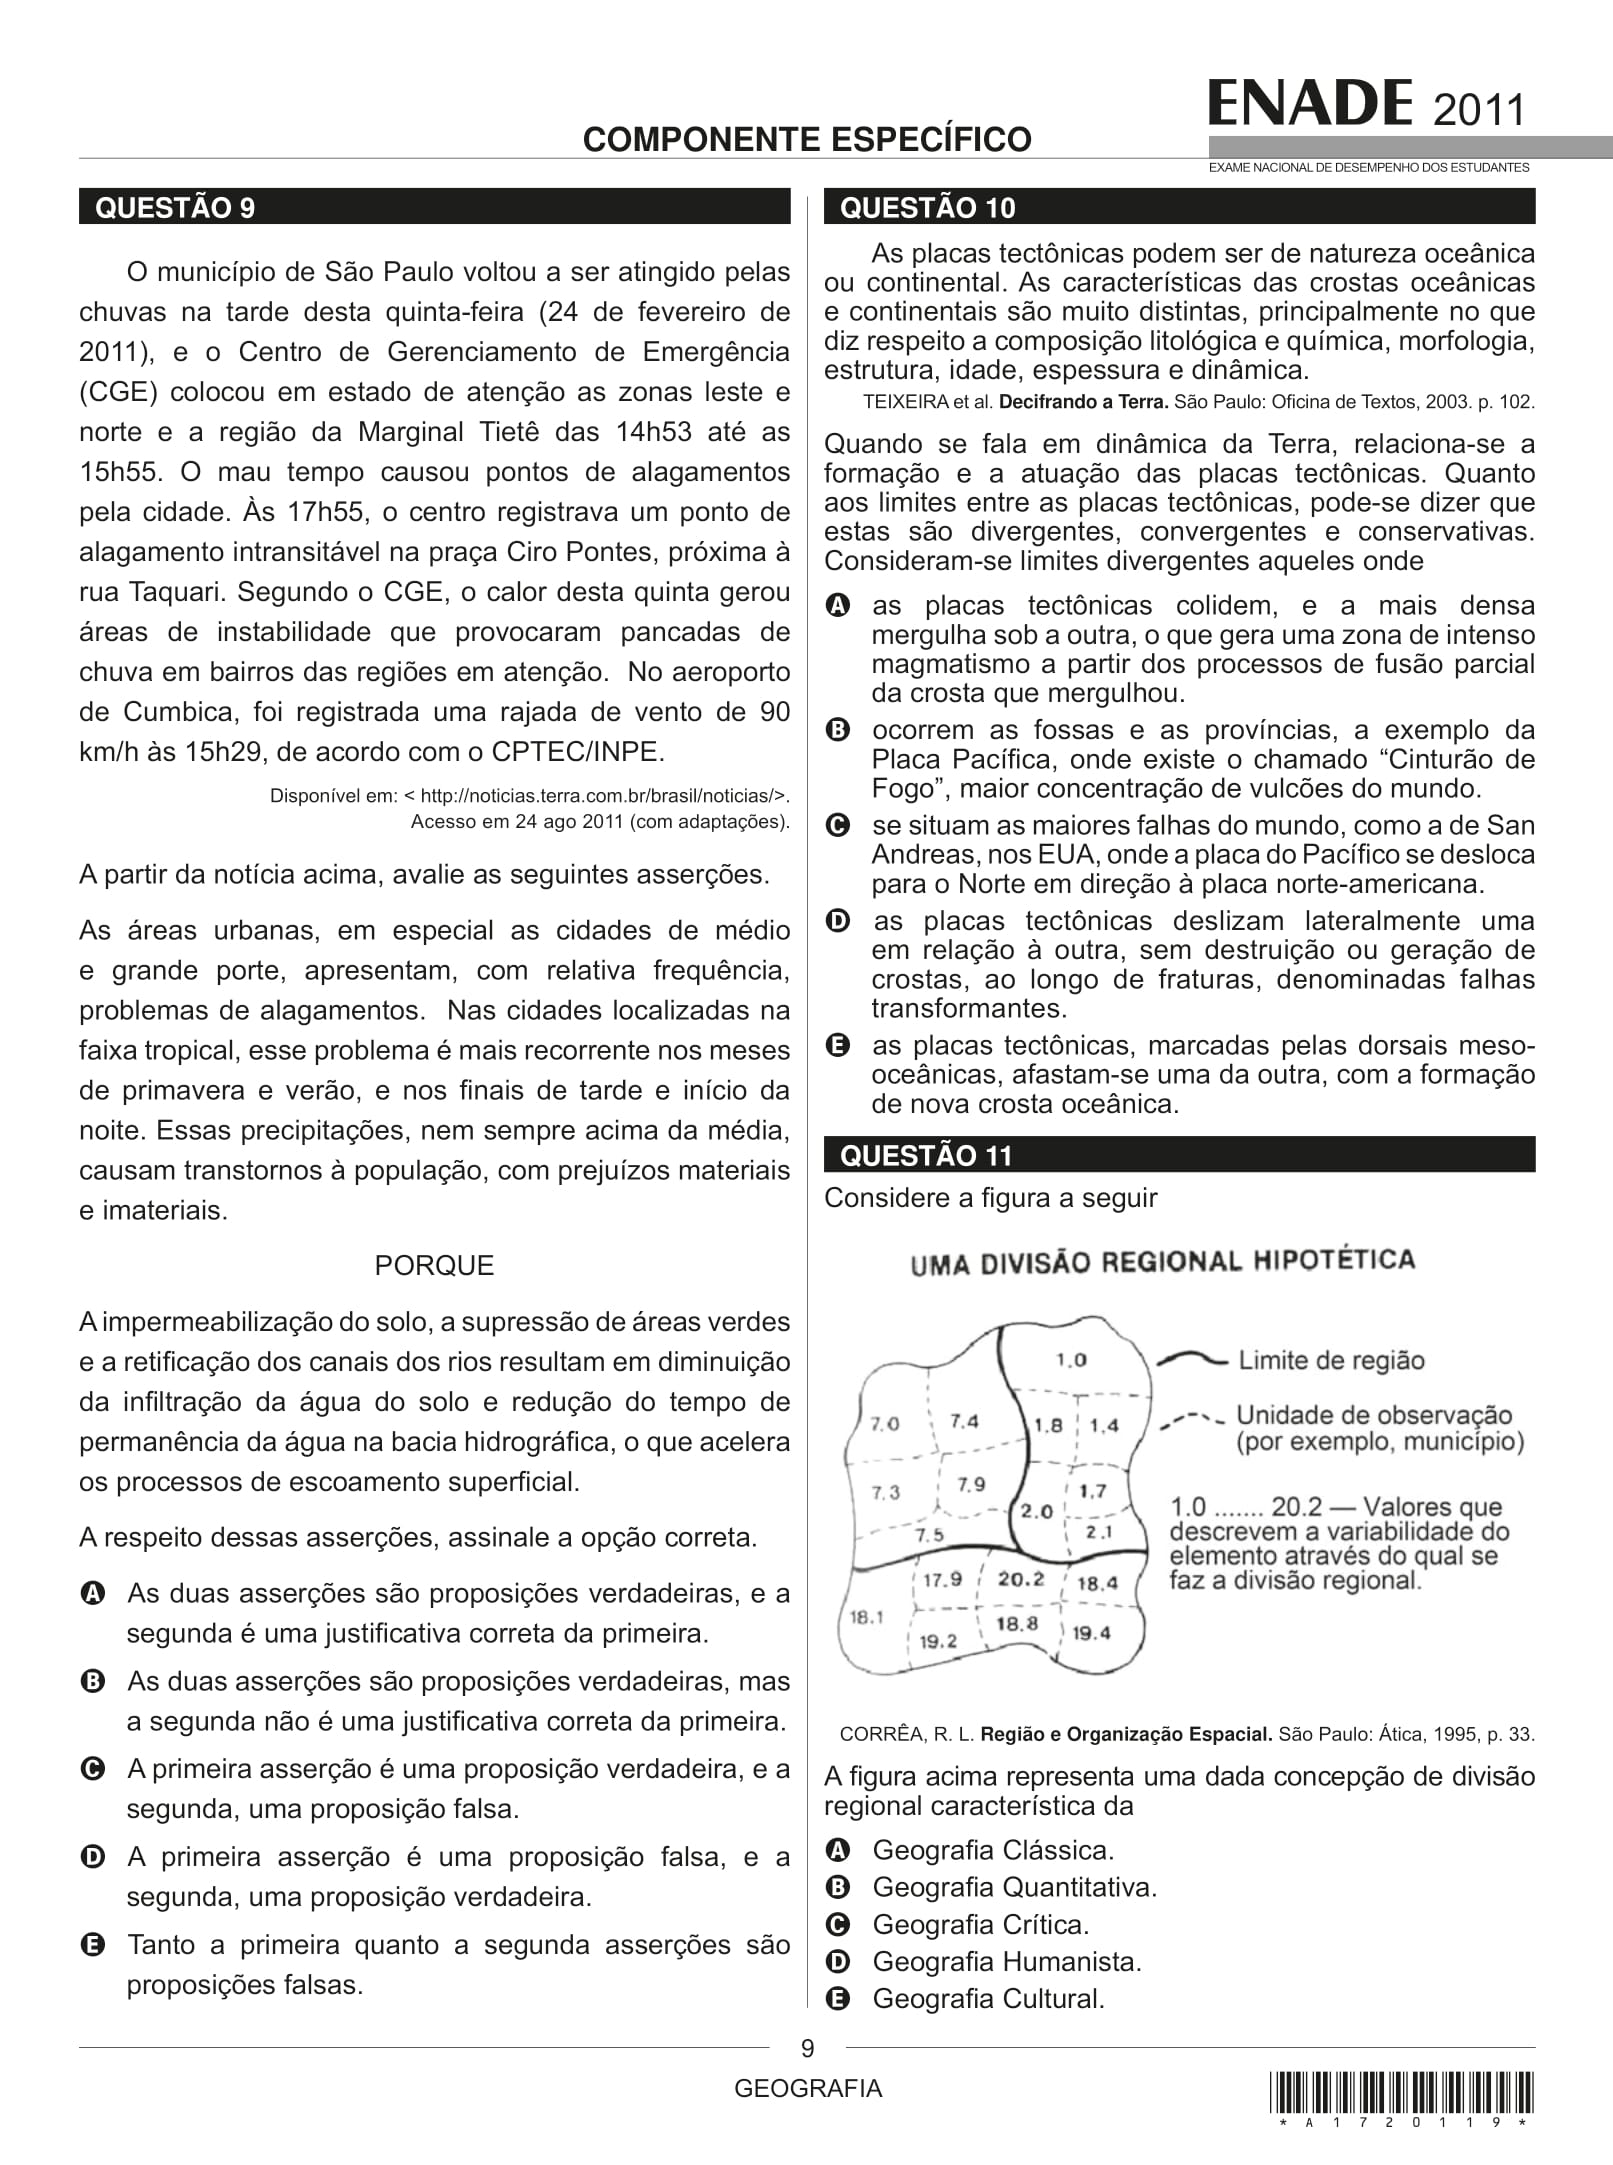 ENADE 2011
COMPONENTE ESPECÍFICO
EXAME NACIONAL DE DESEMPENHO DOS ESTUDANTES
QUESTÃO 9
O município de São Paulo voltou a ser atingido pelas
chuvas na tarde desta quinta-feira (24 de fevereiro de
2011), e o Centro de Gerenciamento de Emergência
(CGE) colocou em estado de atenção as zonas leste e
norte e a região da Marginal Tietê das 14h53 até as
15h55. O mau tempo causou pontos de alagamentos
pela cidade. Às 17h55, o centro registrava um ponto de
alagamento intransitável na praça Ciro Pontes, próxima à
rua Taquari. Segundo o CGE, o calor desta quinta gerou
áreas de instabilidade que provocaram pancadas de
chuva em bairros das regiões em atenção. No aeroporto
de Cumbica, foi registrada uma rajada de vento de 90
km/h às 15h29, de acordo com o CPTEC/INPE.
Disponível em: < http://noticias.terra.com.br/brasil/noticias/>.
Acesso em 24 ago 2011 (com adaptações).
A partir da notícia acima, avalie as seguintes asserções.
As áreas urbanas, em especial as cidades de médio
e grande porte, apresentam, com relativa frequência,
problemas de alagamentos. Nas cidades localizadas na
faixa tropical, esse problema é mais recorrente nos meses
de primavera e verão, e nos finais de tarde e início da
noite. Essas precipitações, nem sempre acima da média,
causam transtornos à população, com prejuízos materiais
e imateriais.
PORQUE
A impermeabilização do solo, a supressão de áreas verdes
e a retificação dos canais dos rios resultam em diminuição
da infiltração da água do solo e redução do tempo de
permanência da água na bacia hidrográfica, o que acelera
os processos de escoamento superficial.
A respeito dessas asserções, assinale a opção correta.
A As duas asserções são proposições verdadeiras, e a
segunda é uma justificativa correta da primeira.
B As duas asserções são proposições verdadeiras, mas
a segunda não é uma justificativa correta da primeira.
C A primeira asserção é uma proposição verdadeira, e a
segunda, uma proposição falsa.
D A primeira asserção é uma proposição falsa, e a
segunda, uma proposição verdadeira.
E Tanto a primeira quanto a segunda asserções são
proposições falsas.
QUESTÃO 10
As placas tectônicas podem ser de natureza oceânica
ou continental. As características das crostas oceânicas
e continentais são muito distintas, principalmente no que
diz respeito a composição litológica e química, morfologia,
estrutura, idade, espessura e dinâmica.
TEIXEIRA et al. Decifrando a Terra. São Paulo: Oficina de Textos, 2003. p. 102.
Quando se fala em dinâmica da Terra, relaciona-se a
formação e a atuação das placas tectônicas. Quanto
aos limites entre as placas tectônicas, pode-se dizer que
estas são divergentes, convergentes e conservativas.
Consideram-se limites divergentes aqueles onde
A as placas tectônicas colidem, e a mais densa
mergulha sob a outra, o que gera uma zona de intenso
magmatismo a partir dos processos de fusão parcial
da crosta que mergulhou.
B ocorrem as fossas e as províncias, a exemplo da
Placa Pacífica, onde existe o chamado “Cinturão de
Fogo”, maior concentração de vulcões do mundo.
C se situam as maiores falhas do mundo, como a de San
Andreas, nos EUA, onde a placa do Pacífico se desloca
para o Norte em direção à placa norte-americana.
D as placas tectônicas deslizam lateralmente uma
em relação à outra, sem destruição ou geração de
crostas, ao longo de fraturas, denominadas falhas
transformantes.
E as placas tectônicas, marcadas pelas dorsais meso-
oceânicas, afastam-se uma da outra, com a formação
de nova crosta oceânica.
QUESTÃO 11
Considere a figura a seguir
UMA DIVISÃO REGIONAL HIPOTÉTICA
1.0
7.0 7.4 1.8 1.4
7.3 7.9 2.0 1.7
7.5 2.1
17.9 20.2 18.4
18.1 19.2 18.8 19.4
Limite de região
Unidade de observação
(por exemplo, município)
1.0 ....... 20.2 — Valores que
descrevem a variabilidade do
elemento através do qual se
faz a divisão regional.
CORRÊA, R. L. Região e Organização Espacial. São Paulo: Ática, 1995, p. 33.
A figura acima representa uma dada concepção de divisão
regional característica da
A Geografia Clássica.
B Geografia Quantitativa.
C Geografia Crítica.
D Geografia Humanista.
E Geografia Cultural.
9
GEOGRAFIA
* A 1 7 2 0 1 1 9 *